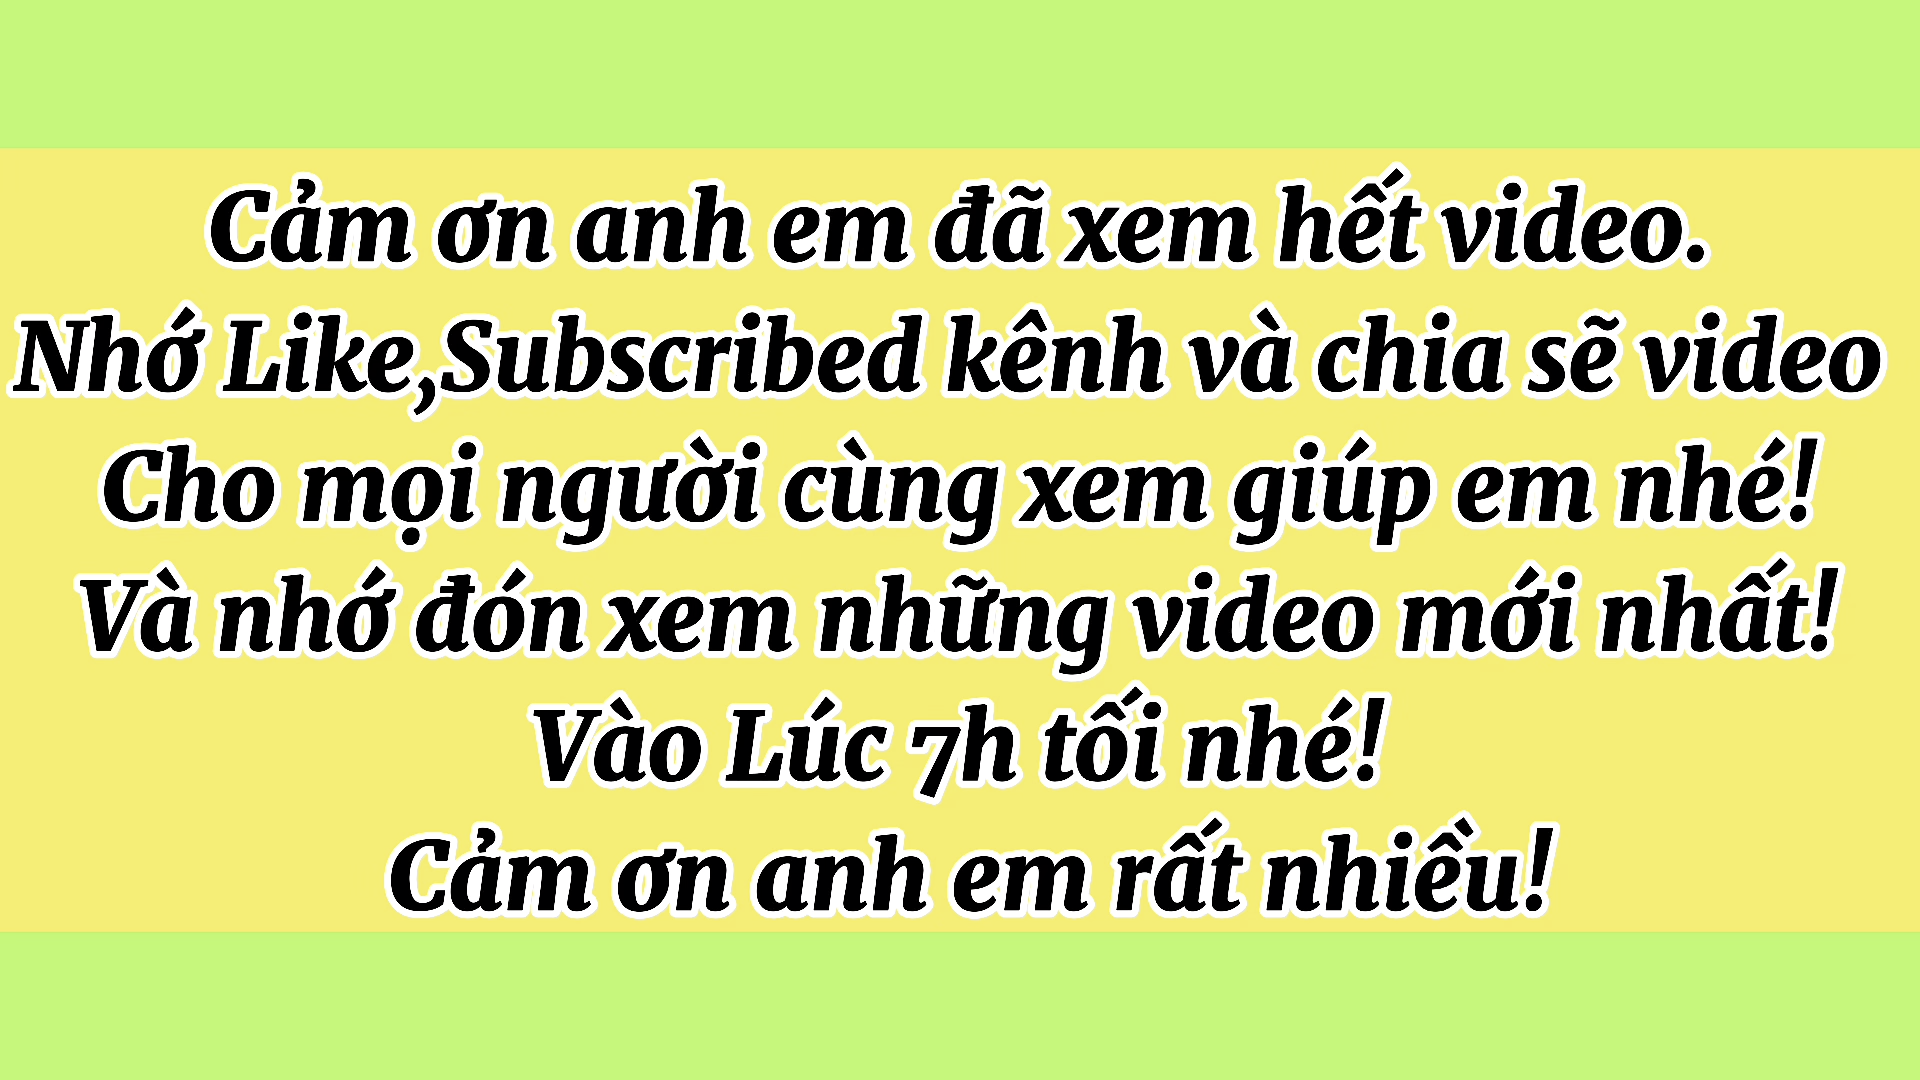 Cảm ơn anh em đã xem hết video.
Nhớ Like,Subscribed kênh và chia sẽ video
Cho mọi người cùng xem giúp em nhé!
Và nhớ đón xem những video mới nhất!
Vào Lúc 7h tối nhé!
Cảm ơn anh em rất nhiều!